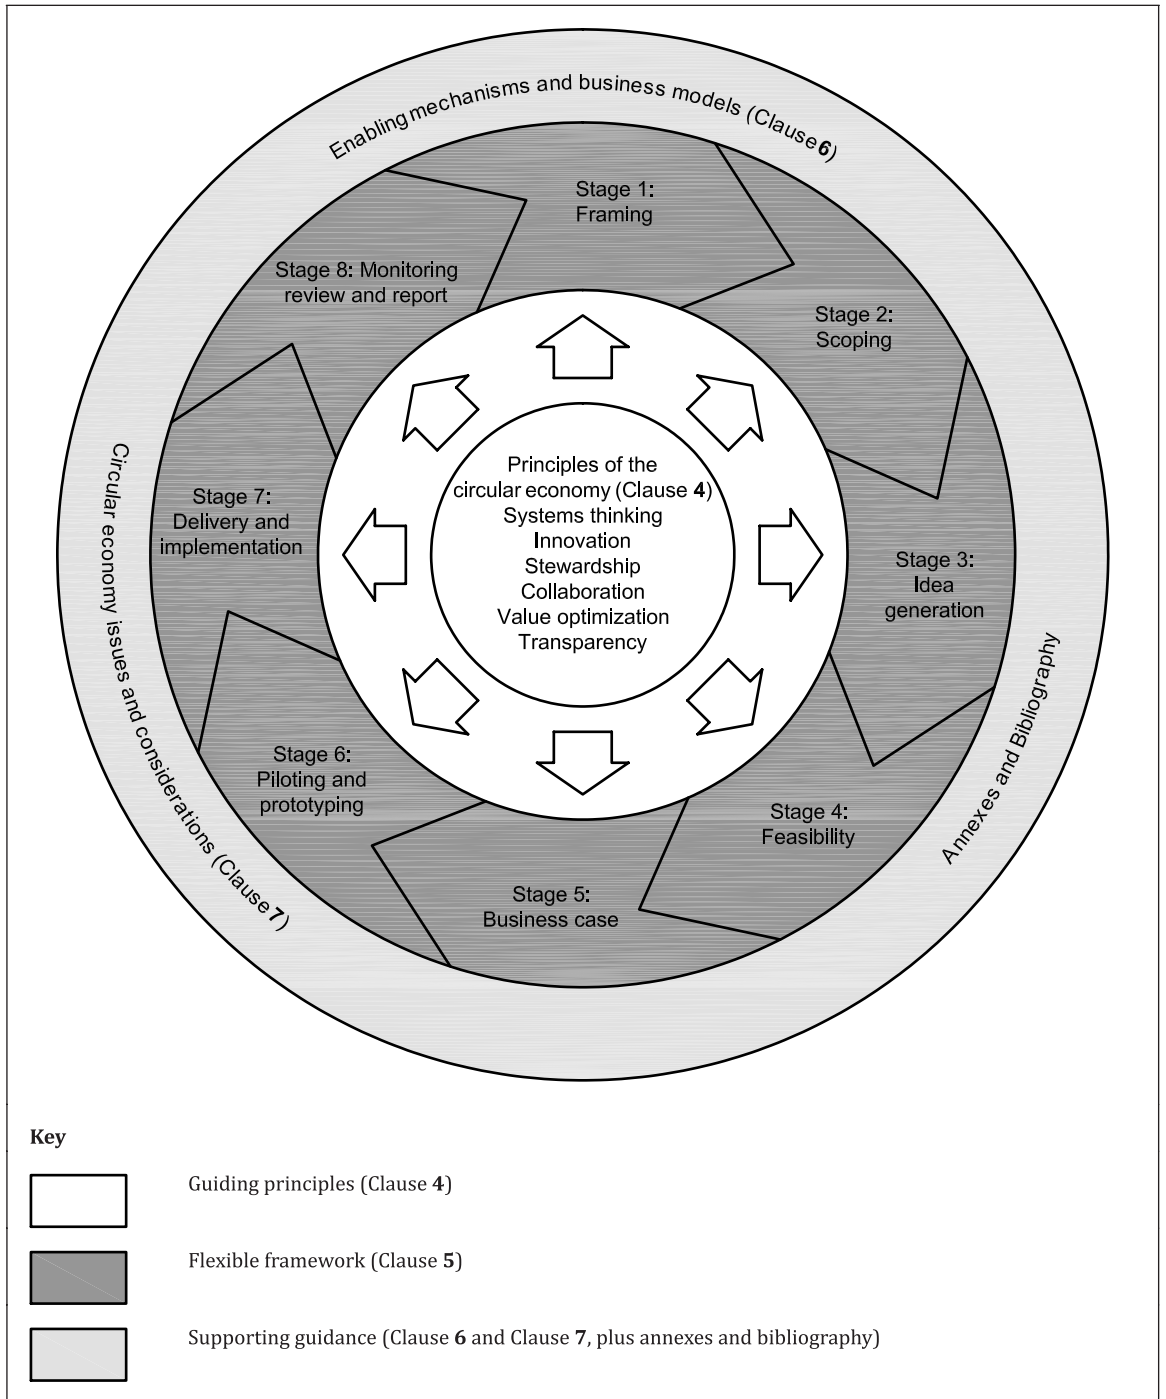 Enabling mechanisms and business models (Clause 6)
Stage 1:
Framing
Stage 8: Monitoring
review and report
Stage 2:
Scoping
Principles of the
circular economy (Clause 4)
Systems thinking
Innovation
Stewardship
Collaboration
Value optimization
Transparency
Stage 7:
Delivery and
implementation
Stage 3:
Idea
generation
Circular economy issues and considerations (Clause 7)
Annexes and Bibliography
Stage 6:
Piloting and
prototyping
Stage 4:
Feasibility
Stage 5:
Business case
Key
Guiding principles (Clause 4)
Flexible framework (Clause 5)
Supporting guidance (Clause 6 and Clause 7, plus annexes and bibliography)